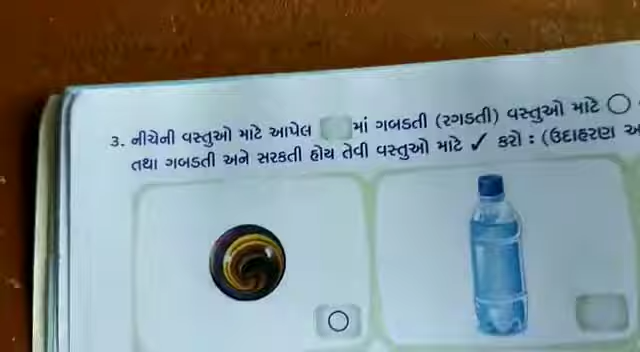 3. નીચેની વસ્તુઓ માટે આપેલ માં ગબડતી (રગડતી) વસ્તુઓ માટે ○
તથા ગબડતી અને સરકતી હોય તેવી વસ્તુઓ માટે ✓ કરો : (ઉદાહરણ